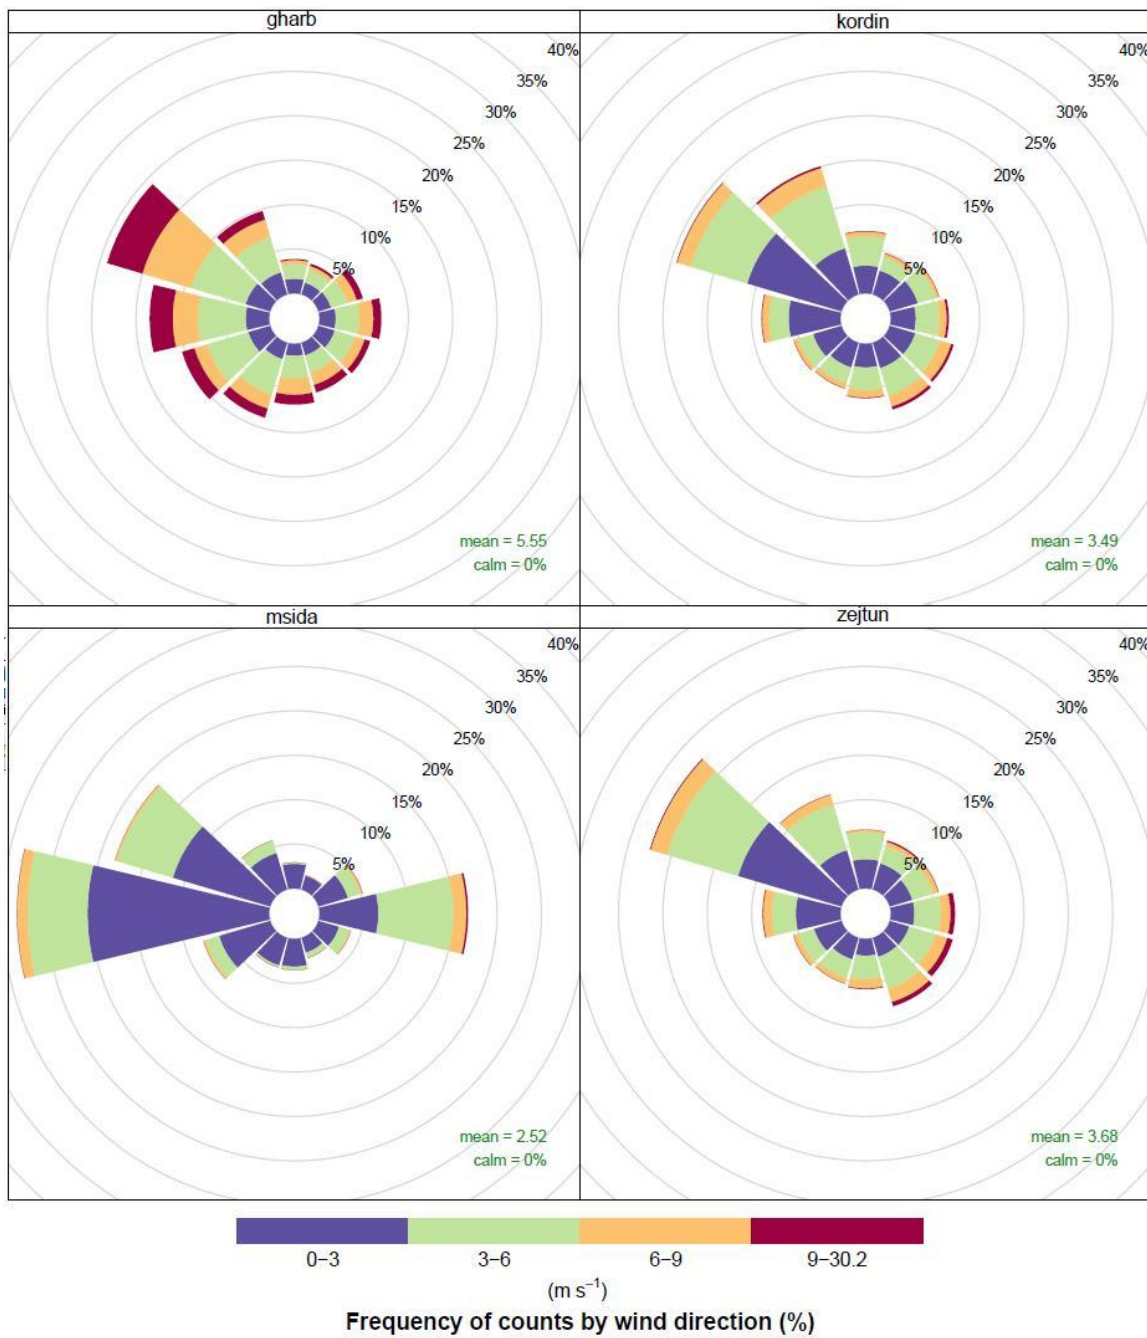 gharb
kordin
40%
35%
30%
25%
20%
15%
10%
5%
mean = 5.55
calm = 0%
40%
35%
30%
25%
20%
15%
10%
5%
mean = 3.49
calm = 0%
msida
zejtun
40%
35%
30%
25%
20%
15%
10%
5%
mean = 2.52
calm = 0%
40%
35%
30%
25%
20%
15%
10%
5%
mean = 3.68
calm = 0%
0−3 3−6 6−9 9−30.2
(m s⁻¹)
Frequency of counts by wind direction (%)